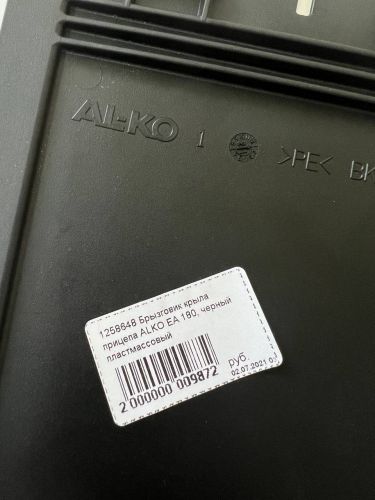 AL-KO 1 >PE< BK
1258648 Брызговик крыла
прицепа ALKO EA 180, черный
пластмассовый
руб.
2 000000 009872
02.07.2021